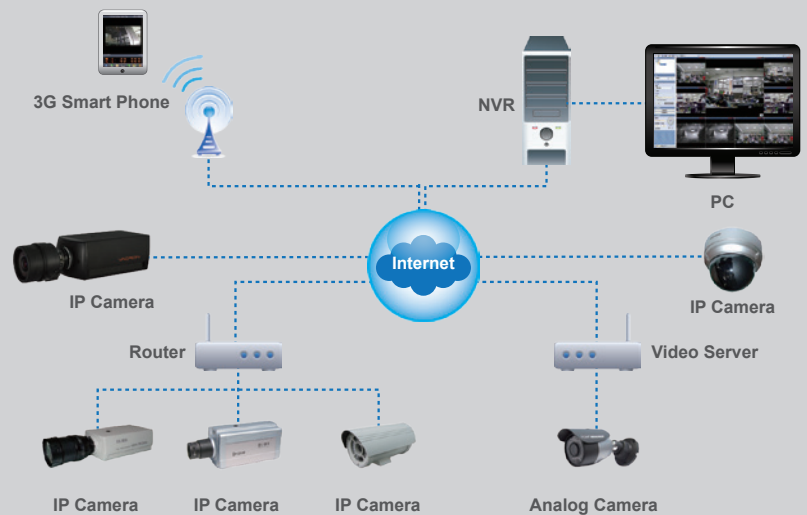 3G Smart Phone
NVR
PC
Internet
IP Camera
IP Camera
Router
Video Server
IP Camera
IP Camera
IP Camera
Analog Camera